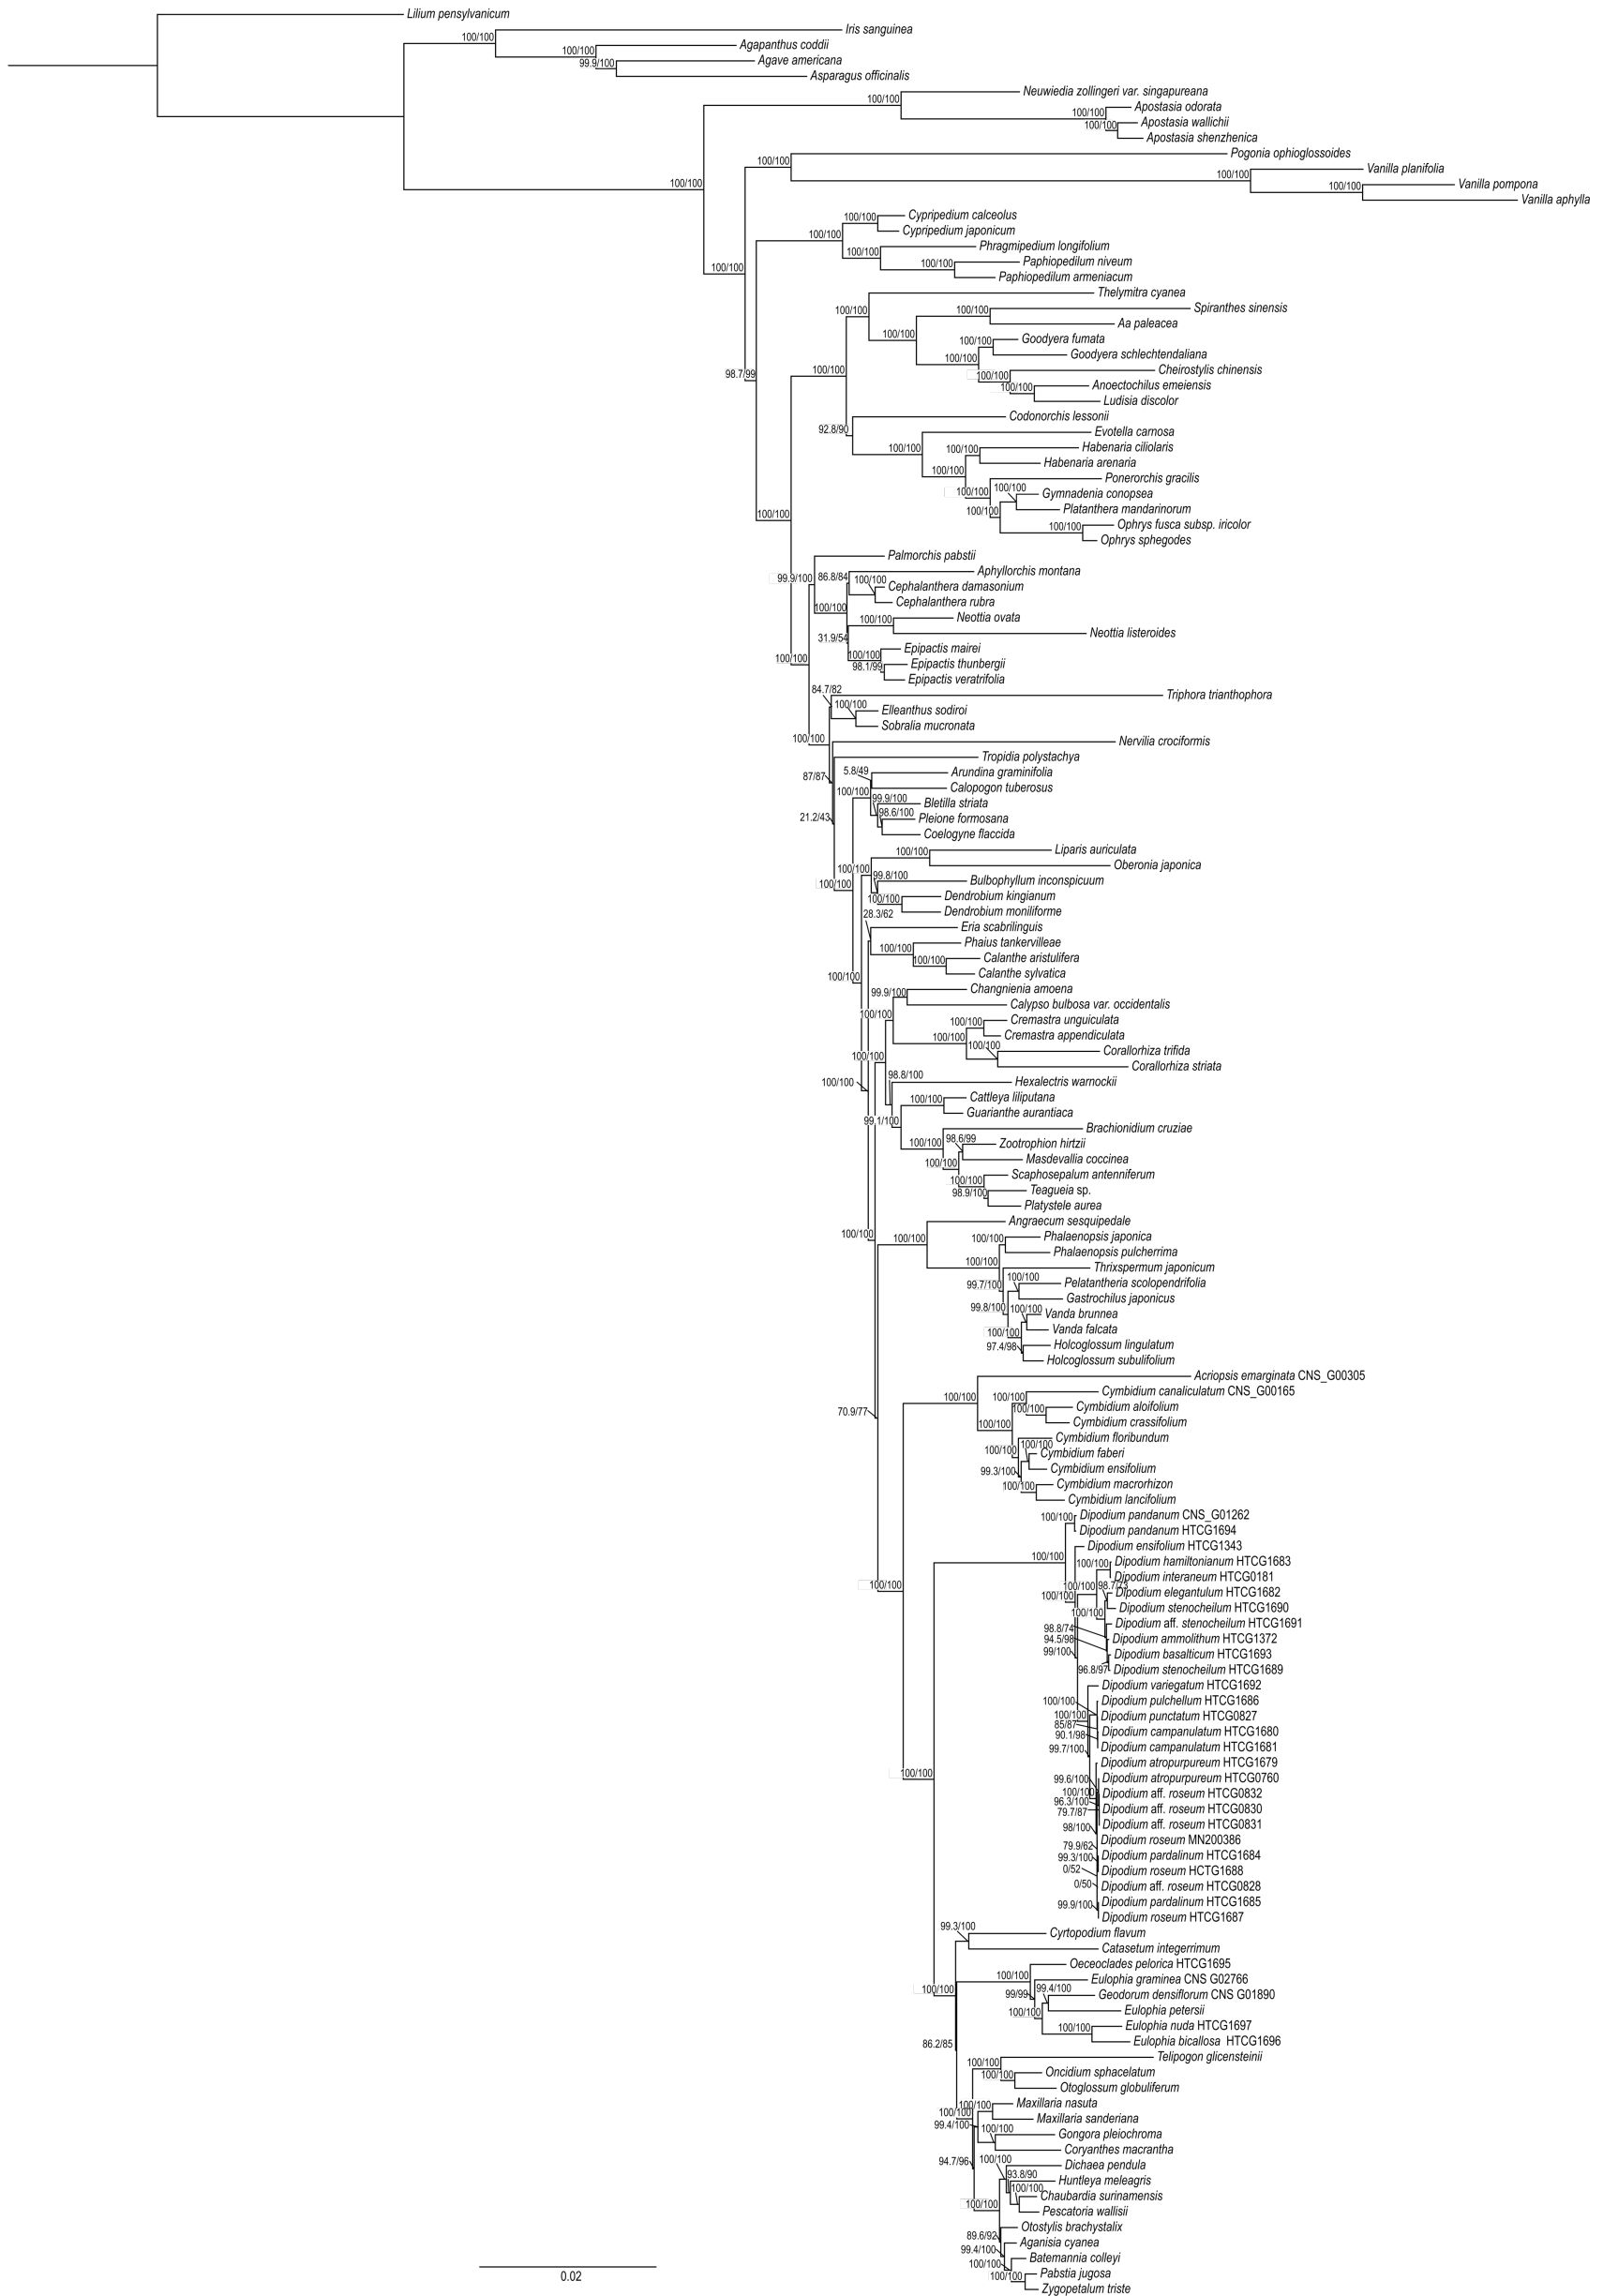 Lilium pensylvanicum
Iris sanguinea
100/100
Agapanthus coddii
100/100
Agave americana
99.9/100
Asparagus officinalis
Neuwiedia zollingeri var. singapureana
100/100
Apostasia odorata
100/100
Apostasia wallichii
100/100
Apostasia shenzhenica
Pogonia ophioglossoides
100/100
Vanilla planifolia
100/100
Vanilla pompona
100/100
100/100
Vanilla aphylla
Cypripedium calceolus
100/100
Cypripedium japonicum
100/100
Phragmipedium longifolium
100/100
Paphiopedilum niveum
100/100
100/100
Paphiopedilum armeniacum
Thelymitra cyanea
100/100
Spiranthes sinensis
100/100
Aa paleacea
100/100
Goodyera fumata
100/100
Goodyera schlechtendaliana
100/100
Cheirostylis chinensis
98.7/99
100/100
100/100
Anoectochilus emeiensis
100/100
Ludisia discolor
Codonorchis lessonii
92.8/90
Evotella carnosa
100/100
Habenaria ciliolaris
100/100
Habenaria arenaria
100/100
Ponerorchis gracilis
100/100
100/100
Gymnadenia conopsea
Platanthera mandarinorum
100/100
100/100
Ophrys fusca subsp. iricolor
100/100
Ophrys sphegodes
Palmorchis pabstii
99.9/100
86.8/84
Aphyllorchis montana
100/100
Cephalanthera damasonium
Cephalanthera rubra
100/100
Neottia ovata
100/100
Neottia listeroides
31.9/54
Epipactis mairei
100/100
100/100
Epipactis thunbergii
98.1/99
Epipactis veratrifolia
84.7/82
Triphora trianthophora
100/100
Elleanthus sodiroi
Sobralia mucronata
100/100
Nervilia crociformis
Tropidia polystachya
87/87
5.8/49
Arundina graminifolia
Calopogon tuberosus
100/100
99.9/100
Bletilla striata
98.6/100
Pleione formosana
21.2/43
Coelogyne flaccida
Liparis auriculata
100/100
Oberonia japonica
100/100
99.8/100
Bulbophyllum inconspicuum
100/100
Dendrobium kingianum
100/100
Dendrobium moniliforme
28.3/62
Eria scabrilinguis
Phaius tankervilleae
100/100
Calanthe aristulifera
100/100
Calanthe sylvatica
100/100
Changnienia amoena
99.9/100
Calypso bulbosa var. occidentalis
100/100
Cremastra unguiculata
100/100
Cremastra appendiculata
100/100
100/100
Corallorhiza trifida
100/100
Corallorhiza striata
98.8/100
Hexalectris warnockii
100/100
Cattleya liliputana
100/100
Guarianthe aurantiaca
99.1/100
Brachionidium cruziae
98.6/99
Zootrophion hirtzii
100/100
Masdevallia coccinea
100/100
Scaphosepalum antenniferum
100/100
Teagueia sp.
98.9/100
Platystele aurea
Angraecum sesquipedale
100/100
Phalaenopsis japonica
100/100
100/100
Phalaenopsis pulcherrima
100/100
Thrixspermum japonicum
100/100
Pelatantheria scolopendrifolia
99.7/100
Gastrochilus japonicus
99.8/100
100/100
Vanda brunnea
Vanda falcata
100/100
Holcoglossum lingulatum
97.4/98
Holcoglossum subulifolium
Acriopsis emarginata CNS_G00305
100/100
100/100
Cymbidium canaliculatum CNS_G00165
70.9/77
100/100
Cymbidium aloifolium
Cymbidium crassifolium
100/100
Cymbidium floribundum
100/100
100/100
Cymbidium faberi
Cymbidium ensifolium
99.3/100
100/100
Cymbidium macrorhizon
Cymbidium lancifolium
100/100
Dipodium pandanum CNS_G01262
Dipodium pandanum HTCG1694
Dipodium ensifolium HTCG1343
100/100
100/100
Dipodium hamiltonianum HTCG1683
Dipodium interaneum HTCG0181
100/100
100/100
98.7/73
100/100
Dipodium elegantulum HTCG1682
Dipodium stenocheilum HTCG1690
100/100
Dipodium aff. stenocheilum HTCG1691
98.8/74
94.5/98
Dipodium ammolithum HTCG1372
99/100
Dipodium basalticum HTCG1693
96.8/97
Dipodium stenocheilum HTCG1689
Dipodium variegatum HTCG1692
100/100
Dipodium pulchellum HTCG1686
100/100
Dipodium punctatum HTCG0827
85/87
Dipodium campanulatum HTCG1680
90.1/98
Dipodium campanulatum HTCG1681
99.7/100
Dipodium atropurpureum HTCG1679
100/100
99.6/100
Dipodium atropurpureum HTCG0760
100/100
Dipodium aff. roseum HTCG0832
96.3/100
Dipodium aff. roseum HTCG0830
79.7/87
Dipodium aff. roseum HTCG0831
98/100
Dipodium roseum MN200386
79.9/62
Dipodium pardalinum HTCG1684
99.3/100
Dipodium roseum HCTG1688
0/52
Dipodium aff. roseum HTCG0828
0/50
Dipodium pardalinum HTCG1685
99.9/100
Dipodium roseum HTCG1687
99.3/100
Cyrtopodium flavum
Catasetum integerrimum
Oeceoclades pelorica HTCG1695
100/100
Eulophia graminea CNS G02766
100/100
99/99
99.4/100
Geodorum densiflorum CNS G01890
Eulophia petersii
100/100
Eulophia nuda HTCG1697
100/100
Eulophia bicallosa HTCG1696
86.2/85
Telipogon glicensteinii
100/100
Oncidium sphacelatum
100/100
Otoglossum globuliferum
Maxillaria nasuta
100/100
100/100
Maxillaria sanderiana
99.4/100
100/100
Gongora pleiochroma
Coryanthes macrantha
94.7/96
100/100
Dichaea pendula
93.8/90
Huntleya meleagris
100/100
Chaubardia surinamensis
100/100
Pescatoria wallisii
Otostylis brachystalix
89.6/92
Aganisia cyanea
99.4/100
Batemannia colleyi
100/100
Pabstia jugosa
100/100
0.02
Zygopetalum triste